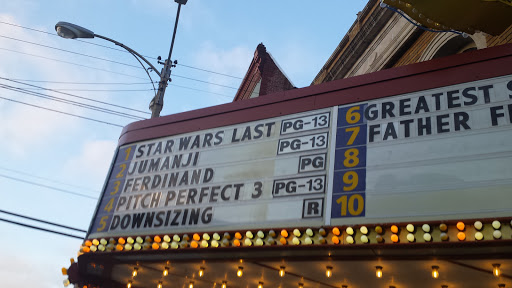 1 STAR WARS LAST PG-13
2 JUMANJI PG-13
3 FERDINAND PG
4 PITCH PERFECT 3 PG-13
5 DOWNSIZING R
6 GREATEST
7 FATHER
8
9
10